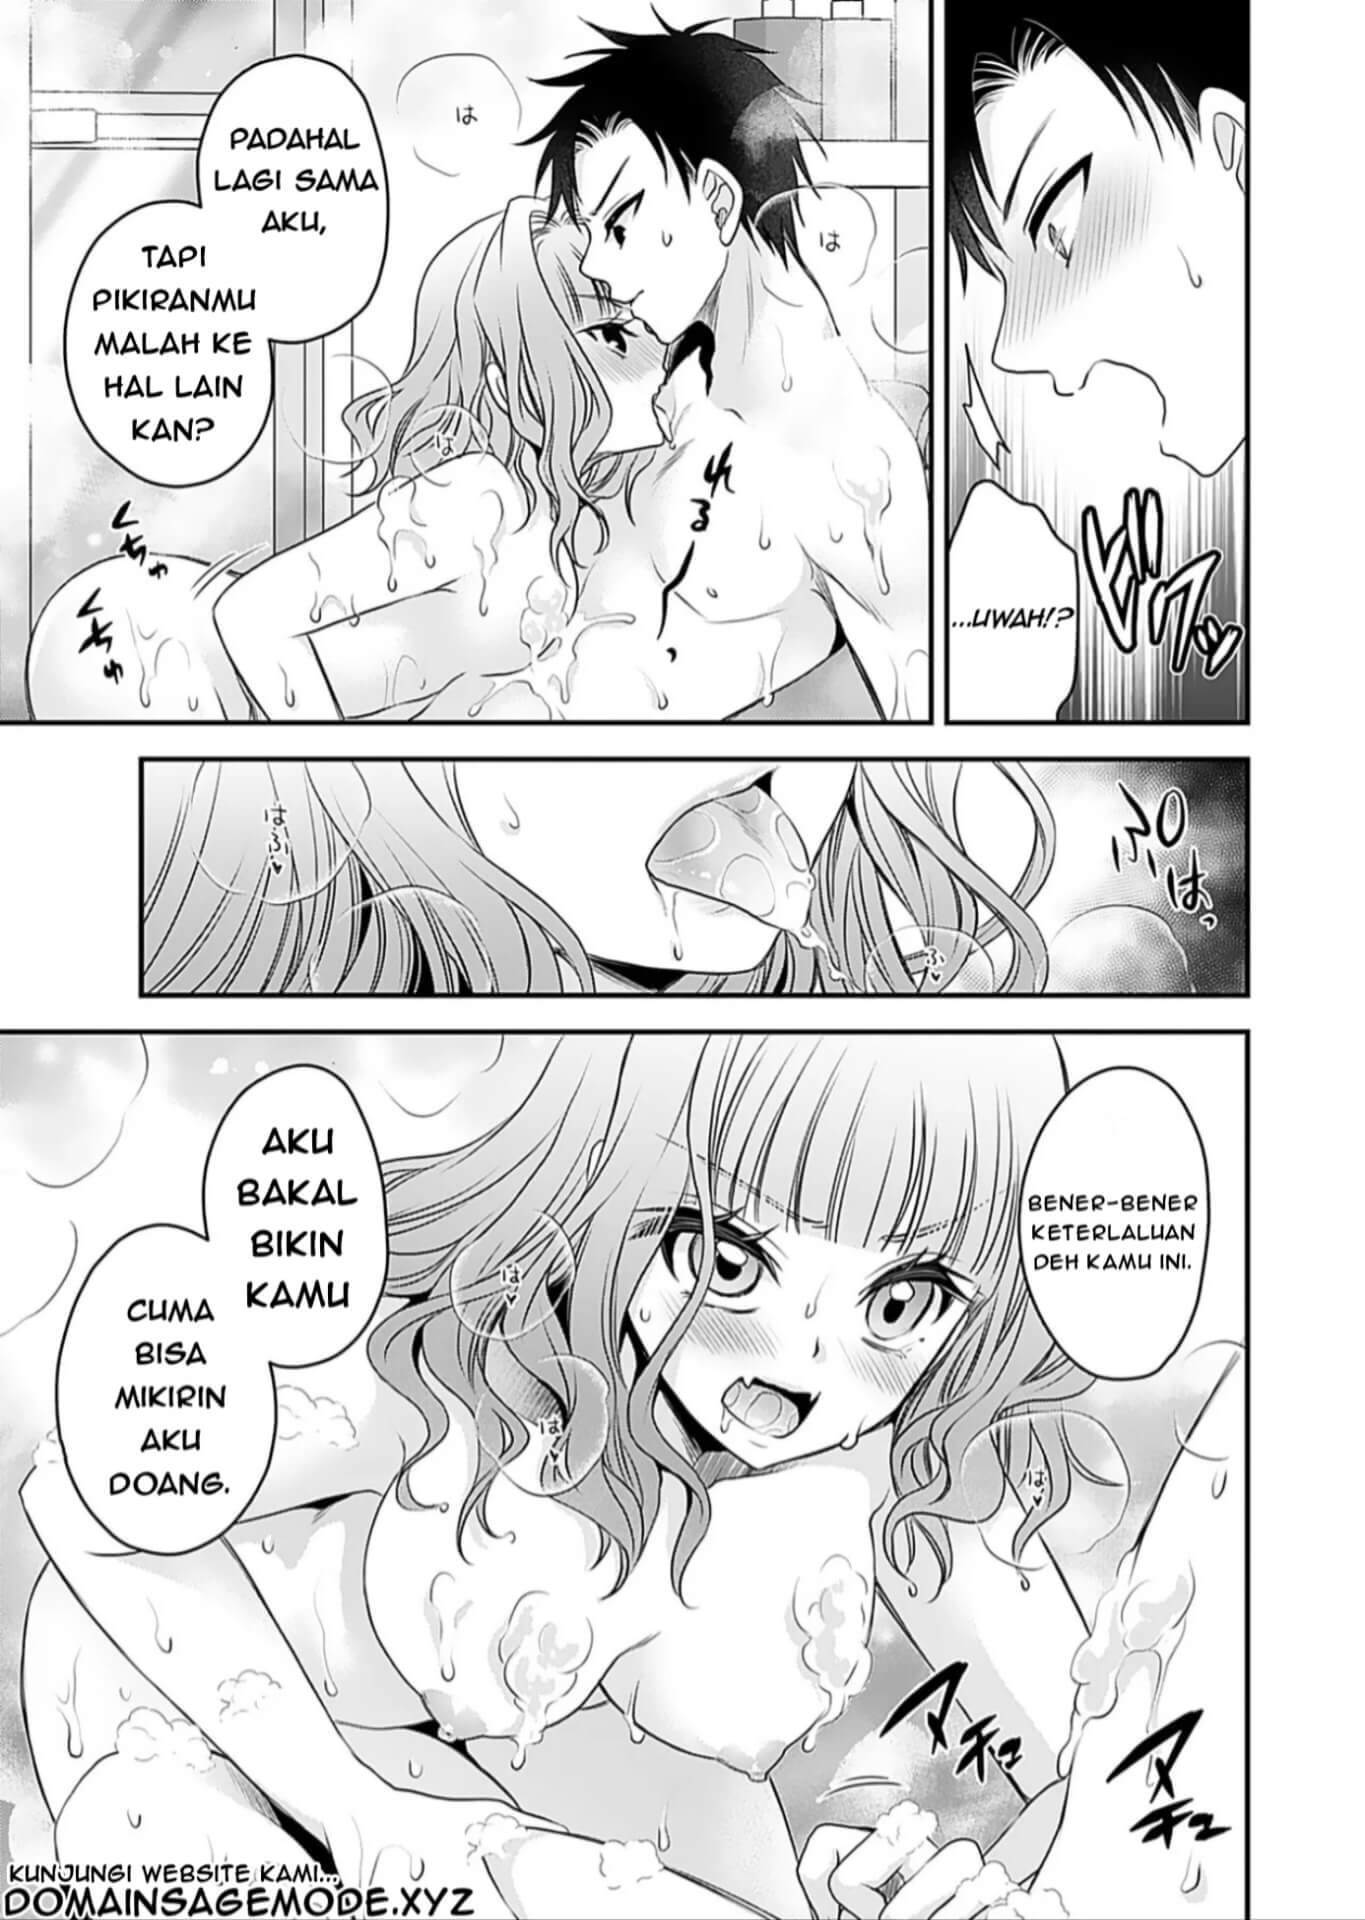 ...UWAH!?
ビクッ
PADAHAL
LAGI SAMA
AKU,
TAPI
PIKIRANMU
MALAH KE
HAL LAIN
KAN?
は
は
は
れる
くちゅ
くちゅ
ぷはっ
はふ♥
ふ♥
BENER-BENER
KETERLALUAN
DEH KAMU INI.
AKU
BAKAL
BIKIN
KAMU
CUMA
BISA
MIKIRIN
AKU
DOANG.
は♥
は♥
は♥
ヌチュ
ヌチュ
KUNJUNGI WEBSITE KAMI...
DOMAINSAGEMODE.XYZ